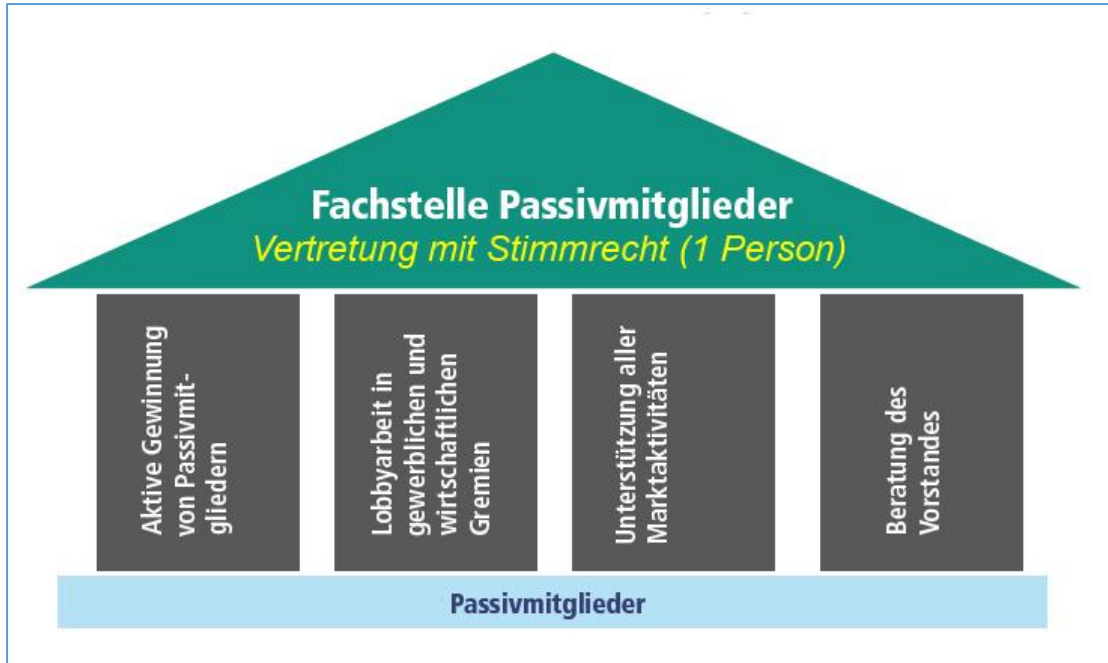 Fachstelle Passivmitglieder
Vertretung mit Stimmrecht (1 Person)
Aktive Gewinnung
von Passivmit-
gliedern
Lobbyarbeit in
gewerblichen und
wirtschaftlichen
Gremien
Unterstützung aller
Marktaktivitäten
Beratung des
Vorstandes
Passivmitglieder